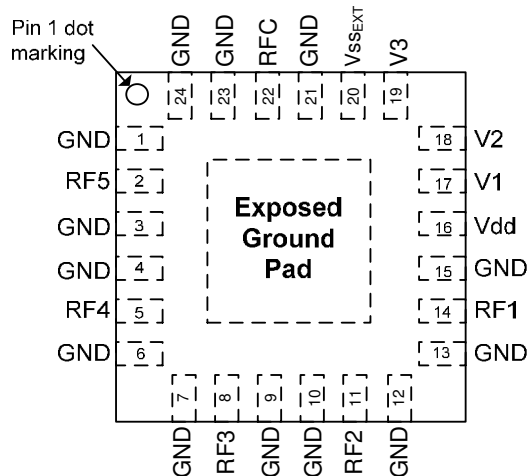 Pin 1 dot
marking
GND
GND
RFC
GND
VssEXT
V3
24
23
22
21
20
19
GND 1
RF5 2
GND 3
GND 4
RF4 5
GND 6
18 V2
17 V1
16 Vdd
15 GND
14 RF1
13 GND
Exposed
Ground
Pad
7
8
9
10
11
12
GND
RF3
GND
GND
RF2
GND